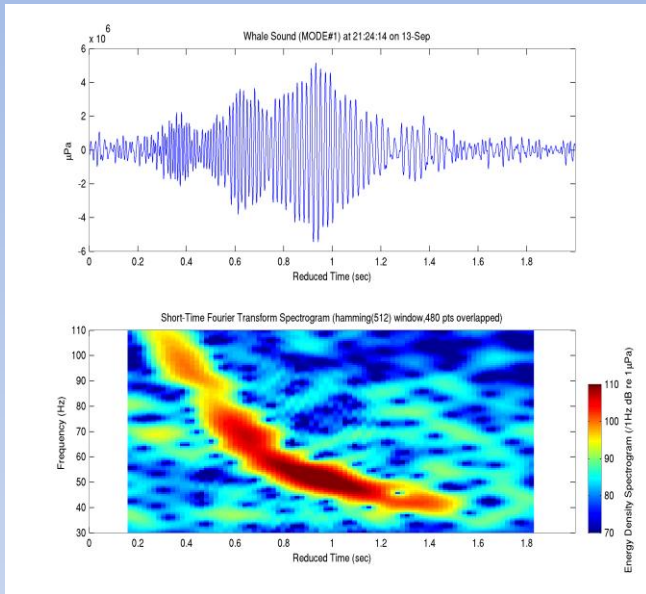 Whale Sound (MODE#1) at 21:24:14 on 13-Sep
x 10⁶
6
4
2
0
-2
-4
-6
µPa
0 0.2 0.4 0.6 0.8 1 1.2 1.4 1.6 1.8
Reduced Time (sec)
Short-Time Fourier Transform Spectrogram (hamming(512) window,480 pts overlapped)
110
100
90
80
70
60
50
40
30
Frequency (Hz)
0 0.2 0.4 0.6 0.8 1 1.2 1.4 1.6 1.8
Reduced Time (sec)
110
100
90
80
70
Energy Density Spectrogram (/1Hz dB re 1 µPa)